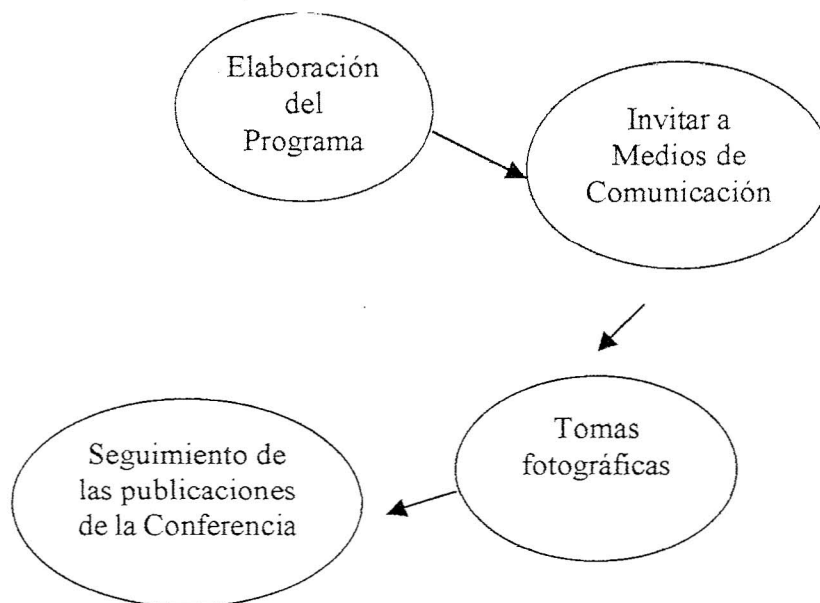 Elaboración
del
Programa
Invitar a
Medios de
Comunicación
Tomas
fotográficas
Seguimiento de
las publicaciones
de la Conferencia